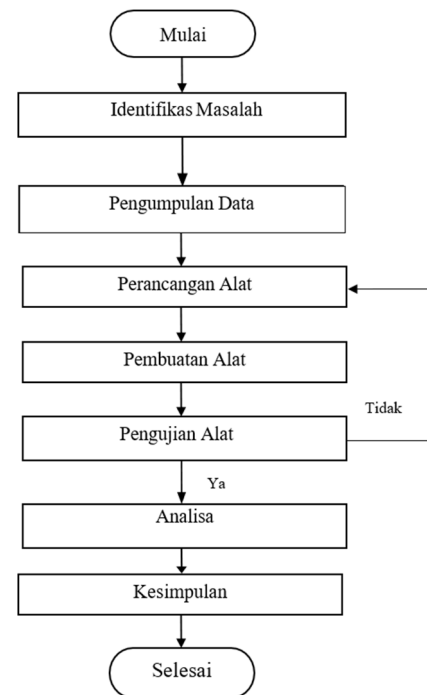 Mulai
Identifikas Masalah
Pengumpulan Data
Perancangan Alat
Pembuatan Alat
Tidak
Pengujian Alat
Ya
Analisa
Kesimpulan
Selesai